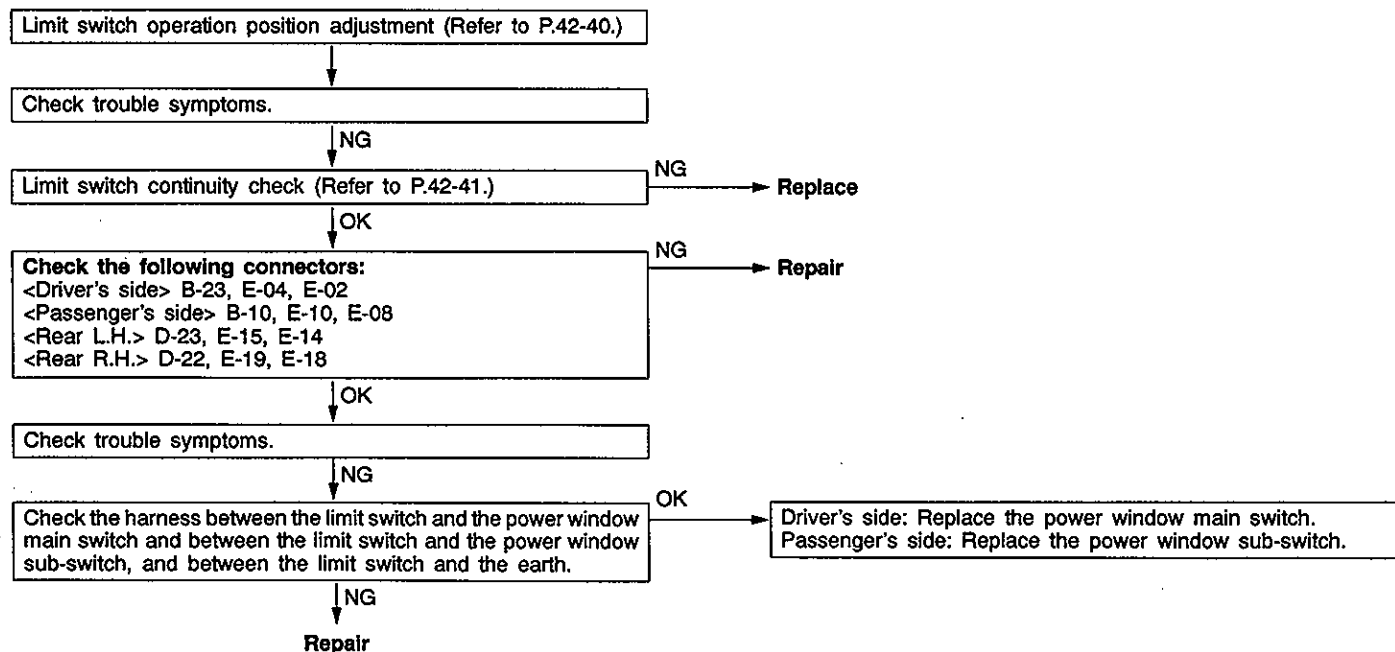 Limit switch operation position adjustment (Refer to P.42-40.)
Check trouble symptoms.
NG
Limit switch continuity check (Refer to P.42-41.)
NG
Replace
OK
Check the following connectors:
<Driver's side> B-23, E-04, E-02
<Passenger's side> B-10, E-10, E-08
<Rear L.H.> D-23, E-15, E-14
<Rear R.H.> D-22, E-19, E-18
NG
Repair
OK
Check trouble symptoms.
NG
Check the harness between the limit switch and the power window
main switch and between the limit switch and the power window
sub-switch, and between the limit switch and the earth.
OK
Driver's side: Replace the power window main switch.
Passenger's side: Replace the power window sub-switch.
NG
Repair